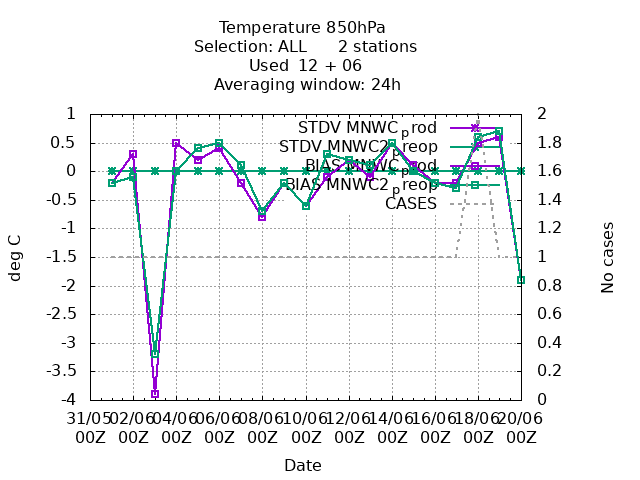 Temperature 850hPa
Selection: ALL      2 stations
Used  12 + 06
Averaging window: 24h
1
0.5
0
-0.5
-1
-1.5
-2
-2.5
-3
-3.5
-4
2
1.8
1.6
1.4
1.2
1
0.8
0.6
0.4
0.2
0
deg C
No cases
STDV MNWCprod
STDV MNWC2preop
BIAS MNWCprod
BIAS MNWC2preop
CASES
31/05 02/06 04/06 06/06 08/06 10/06 12/06 14/06 16/06 18/06 20/06
00Z 00Z 00Z 00Z 00Z 00Z 00Z 00Z 00Z 00Z 00Z
Date